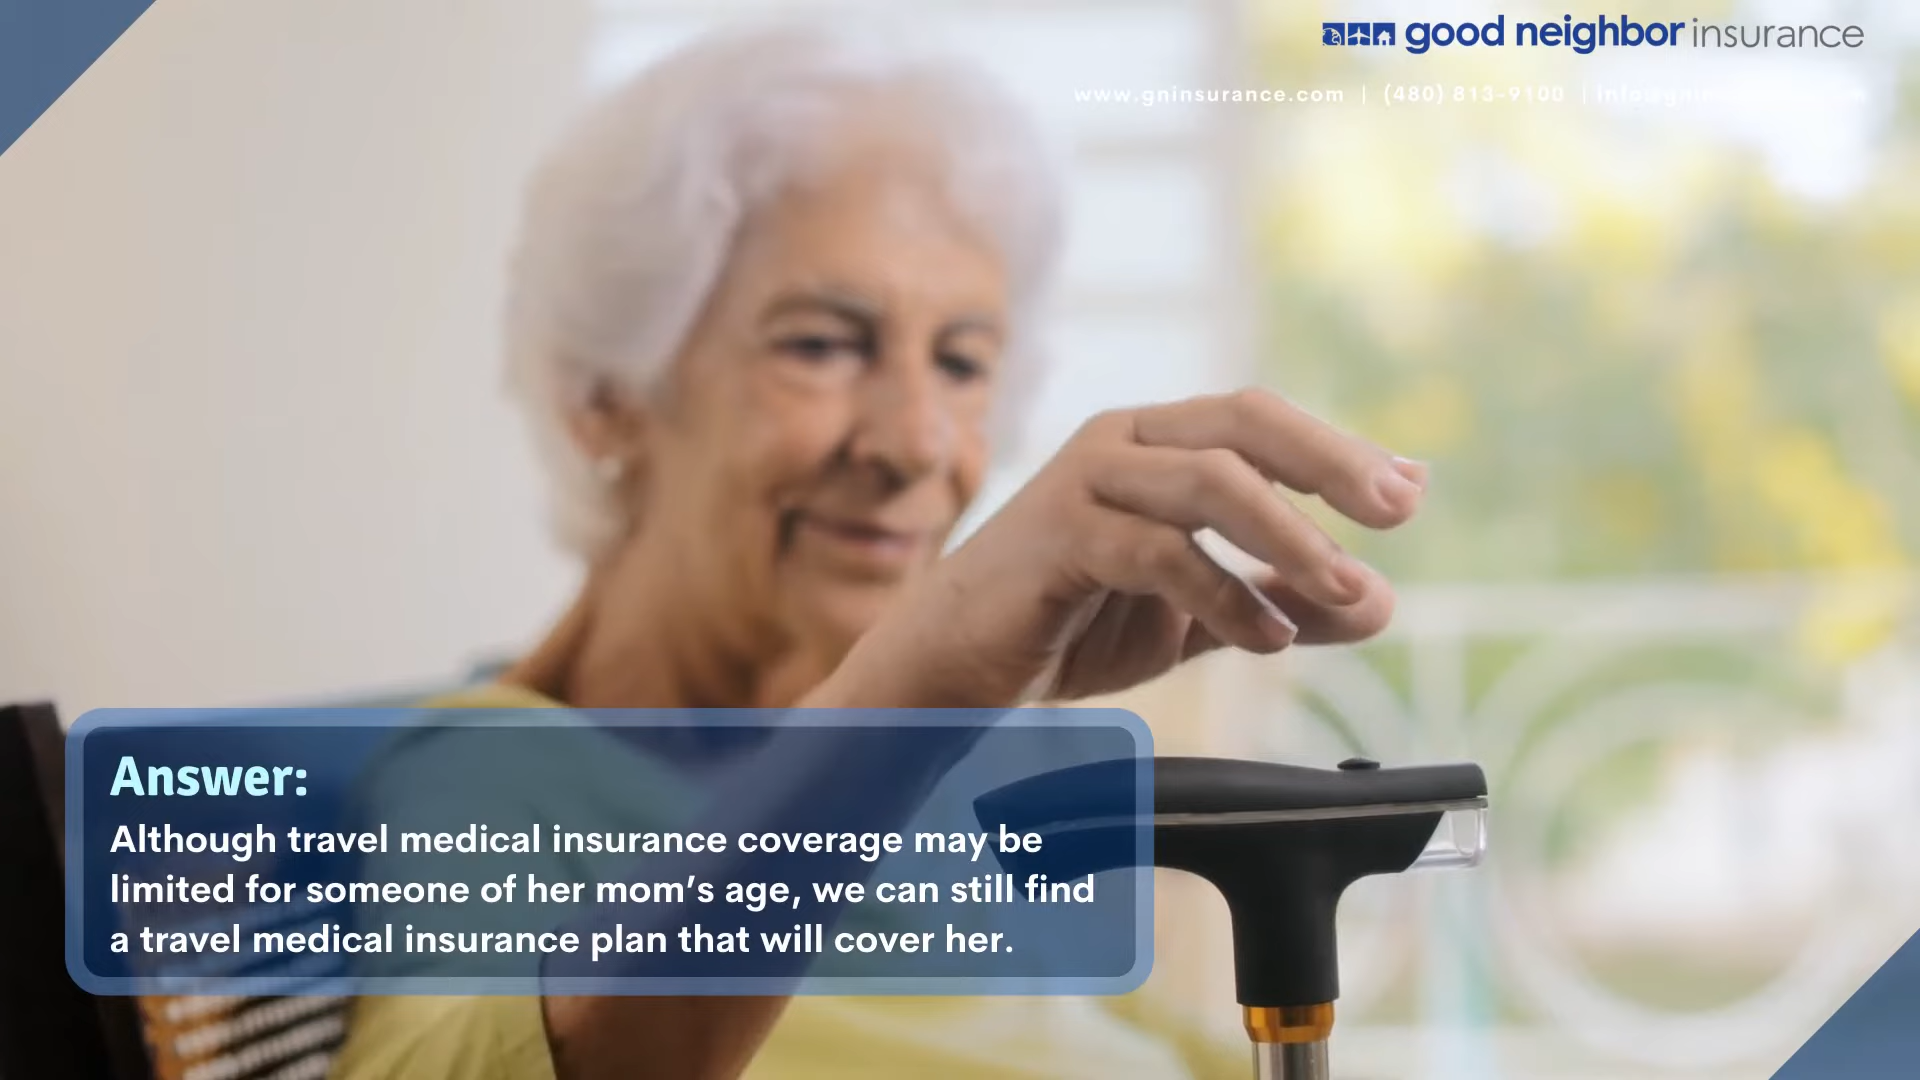 good neighbor insurance
www.gninsurance.com | (480) 813-9100 |
Answer:
Although travel medical insurance coverage may be
limited for someone of her mom’s age, we can still find
a travel medical insurance plan that will cover her.